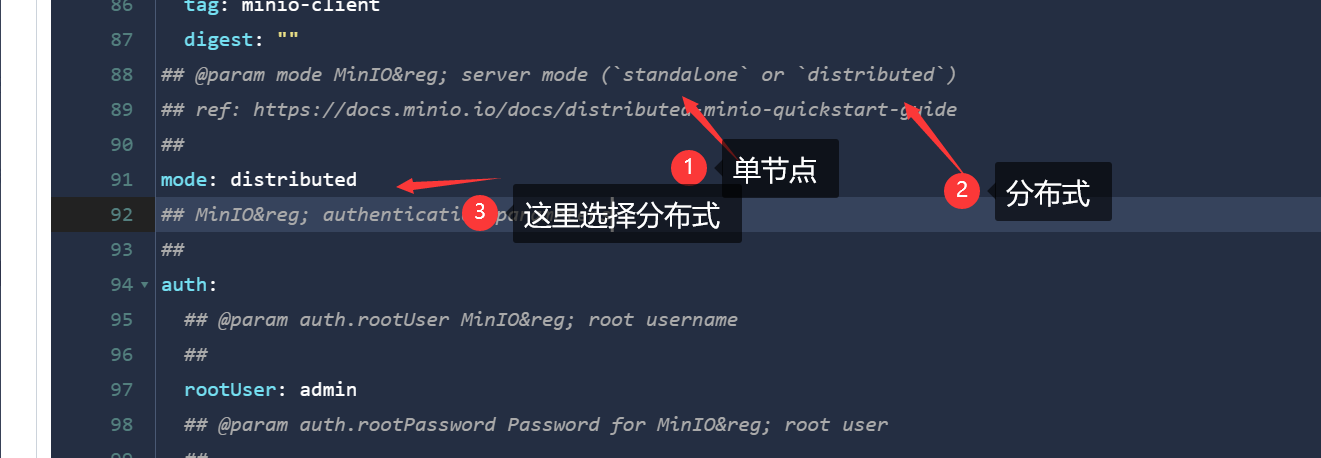 86 tag: minio-client
87 digest: ""
88 ## @param mode MinIO&reg; server mode (`standalone` or `distributed`)
89 ## ref: https://docs.minio.io/docs/distributed-minio-quickstart-guide
90 ##
1 单节点
2 分布式
91 mode: distributed
3 这里选择分布式
92 ## MinIO&reg; authentication
93 ##
94 auth:
95 ## @param auth.rootUser MinIO&reg; root username
96 ##
97 rootUser: admin
98 ## @param auth.rootPassword Password for MinIO&reg; root user
99 ##